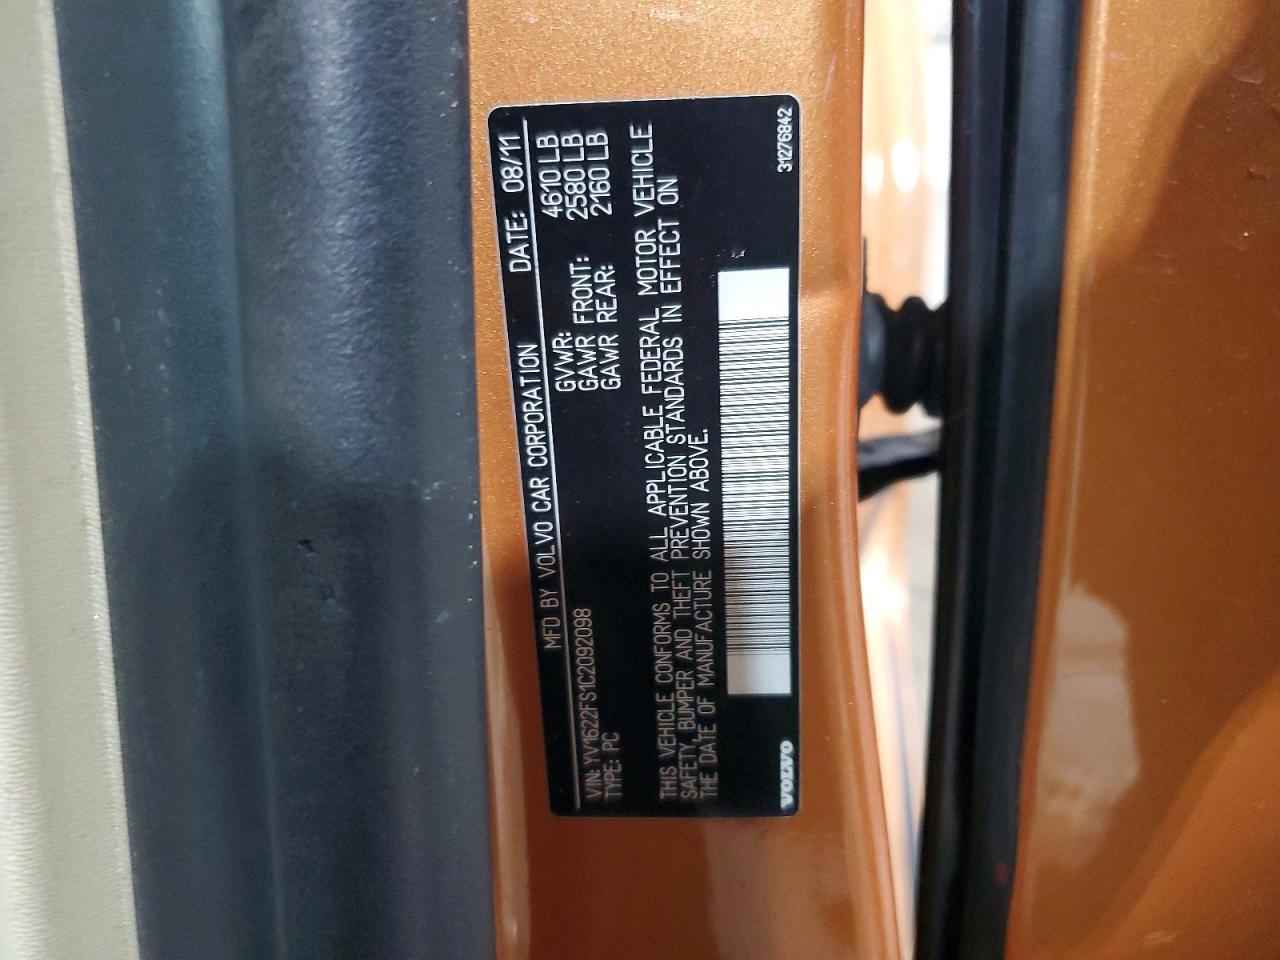 MFD BY VOLVO CAR CORPORATION DATE: 08/11
GVWR: 4610 LB
GAWR FRONT: 2580 LB
VIN: YV1622FS1C2092098 GAWR REAR: 2160 LB
TYPE: PC
THIS VEHICLE CONFORMS TO ALL APPLICABLE FEDERAL MOTOR VEHICLE
SAFETY, BUMPER AND THEFT PREVENTION STANDARDS IN EFFECT ON
THE DATE OF MANUFACTURE SHOWN ABOVE.
VOLVO 31276842